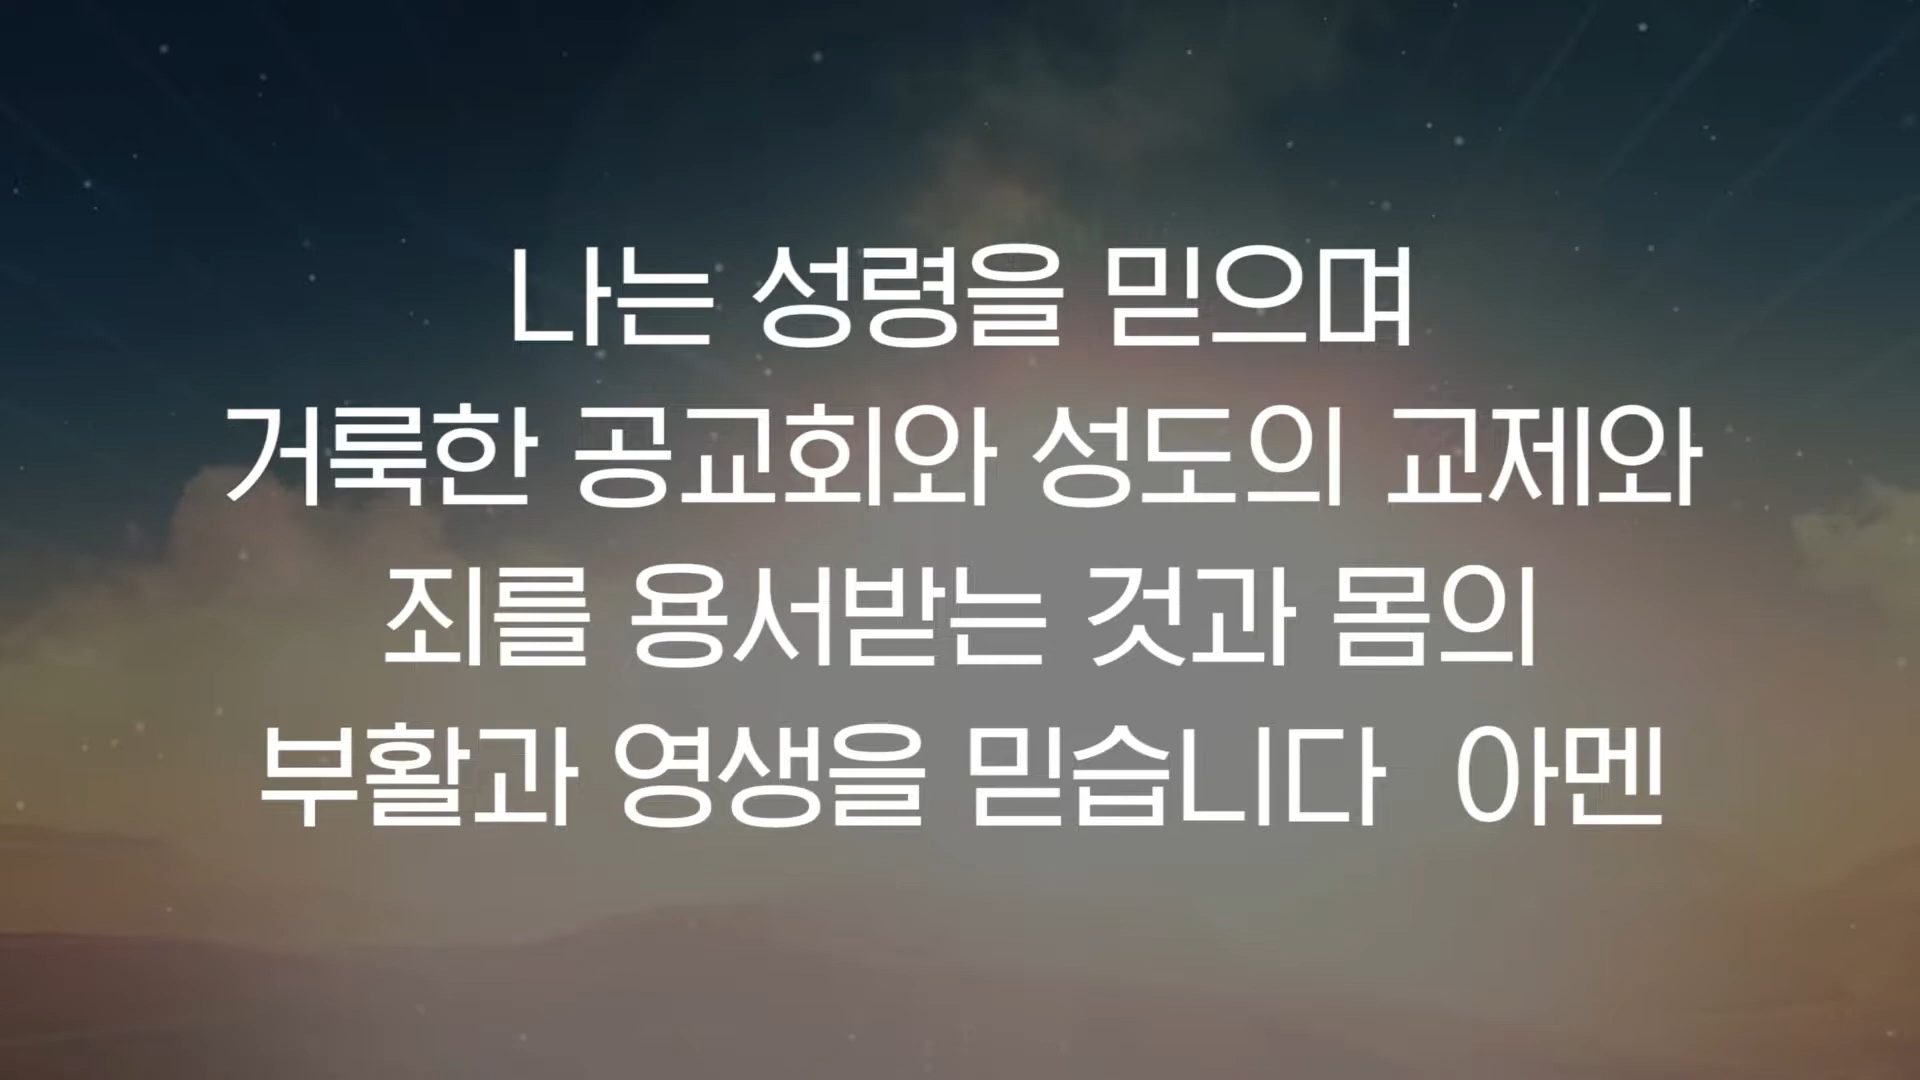 나는 성령을 믿으며
거룩한 공교회와 성도의 교제와
죄를 용서받는 것과 몸의
부활과 영생을 믿습니다 아멘